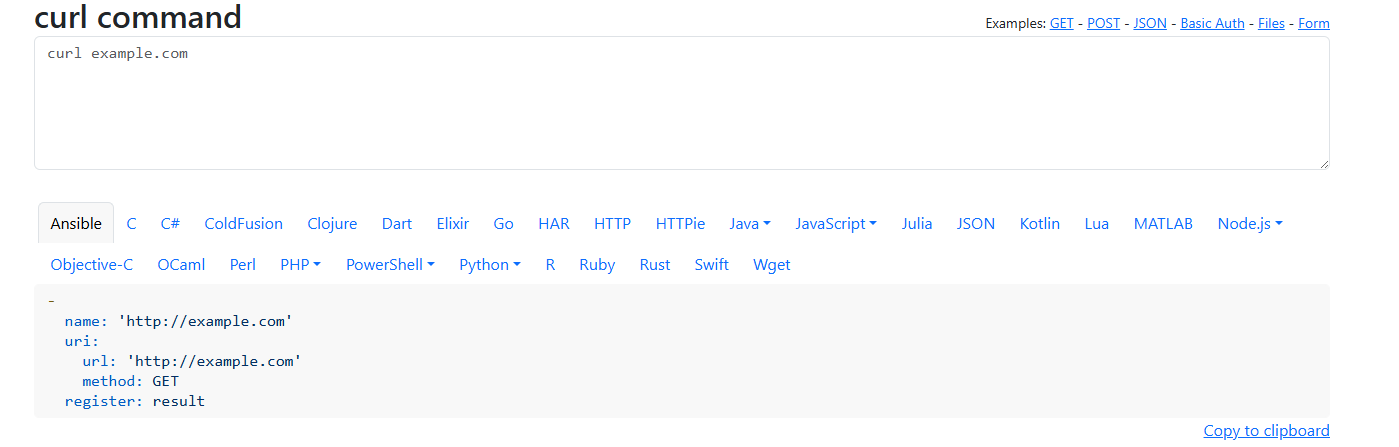 curl command
Examples: GET - POST - JSON - Basic Auth - Files - Form
curl example.com
Ansible C C# ColdFusion Clojure Dart Elixir Go HAR HTTP HTTPie Java JavaScript Julia JSON Kotlin Lua MATLAB Node.js
Objective-C OCaml Perl PHP PowerShell Python R Ruby Rust Swift Wget
-
  name: 'http://example.com'
  uri:
    url: 'http://example.com'
    method: GET
  register: result
Copy to clipboard